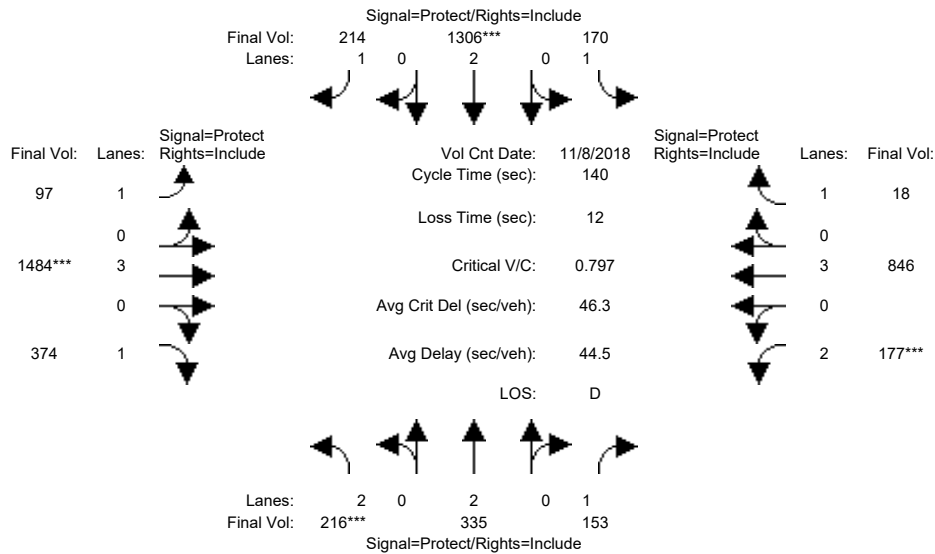 Signal=Protect/Rights=Include
Final Vol: 214 1306*** 170
Lanes: 1 0 2 0 1
Signal=Protect Signal=Protect
Final Vol: Lanes: Rights=Include Vol Cnt Date: 11/8/2018 Rights=Include Lanes: Final Vol:
Cycle Time (sec): 140
97 1 1 18
Loss Time (sec): 12
0 0
1484*** 3 Critical V/C: 0.797 3 846
0 Avg Crit Del (sec/veh): 46.3 0
374 1 Avg Delay (sec/veh): 44.5 2 177***
LOS: D
Lanes: 2 0 2 0 1
Final Vol: 216*** 335 153
Signal=Protect/Rights=Include